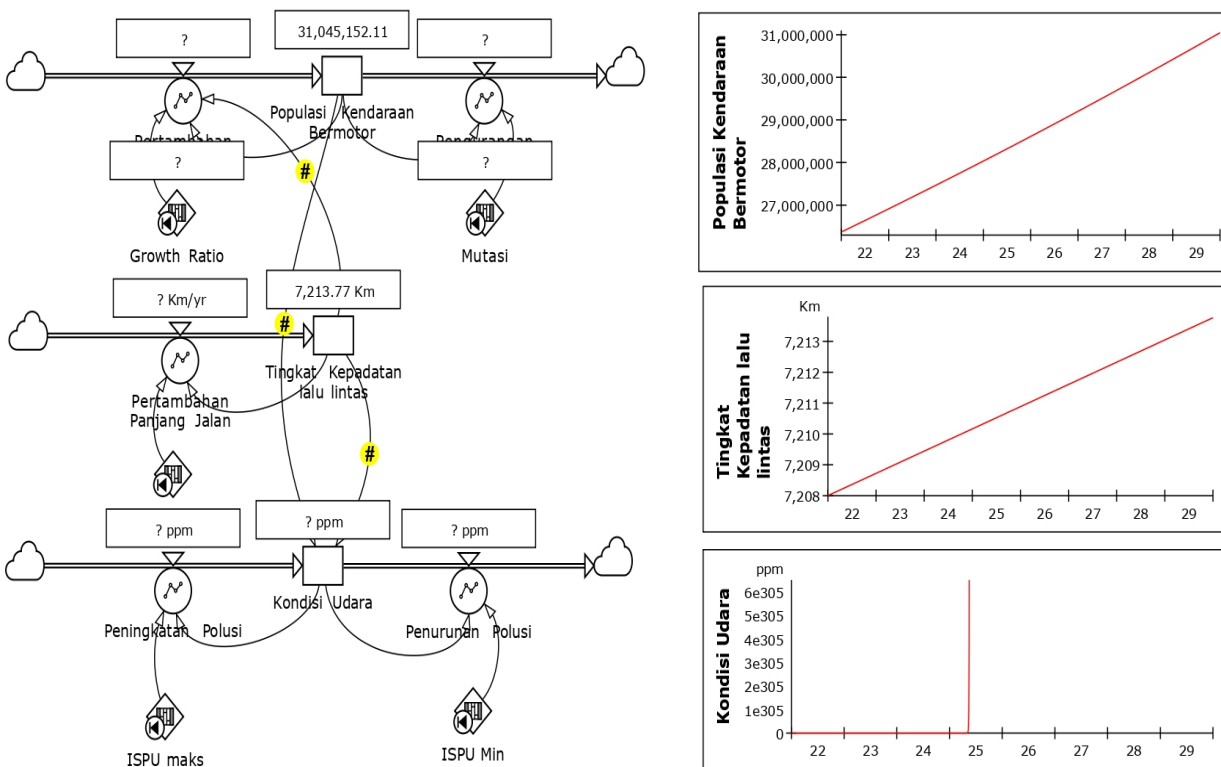 ?
31,045,152.11
?
Populasi Kendaraan
Bermotor
Pertambahan
Pengurangan
?
?
#
Growth Ratio
Mutasi
? Km/yr
7,213.77 Km
#
Tingkat Kepadatan
lalu lintas
Pertambahan
Panjang Jalan
#
? ppm
? ppm
? ppm
Kondisi Udara
Peningkatan Polusi
Penurunan Polusi
ISPU maks
ISPU Min
Populasi Kendaraan
Bermotor
31,000,000
30,000,000
29,000,000
28,000,000
27,000,000
22 23 24 25 26 27 28 29
Tingkat
Kepadatan lalu
lintas
Km
7,213
7,212
7,211
7,210
7,209
7,208
22 23 24 25 26 27 28 29
Kondisi Udara
ppm
6e305
5e305
4e305
3e305
2e305
1e305
0
22 23 24 25 26 27 28 29